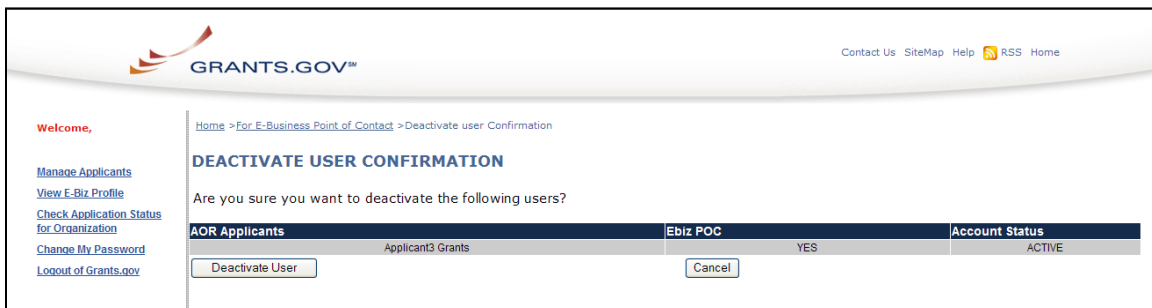 GRANTS.GOV℠
Contact Us SiteMap Help RSS Home
Welcome,
Manage Applicants
View E-Biz Profile
Check Application Status
for Organization
Change My Password
Logout of Grants.gov
Home >For E-Business Point of Contact >Deactivate user Confirmation
DEACTIVATE USER CONFIRMATION
Are you sure you want to deactivate the following users?
AOR Applicants Ebiz POC Account Status
Applicant3 Grants YES ACTIVE
Deactivate User Cancel